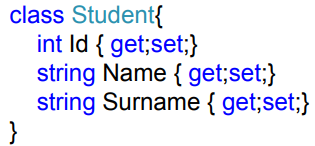 class Student{
int Id { get;set;}
string Name { get;set;}
string Surname { get;set;}
}